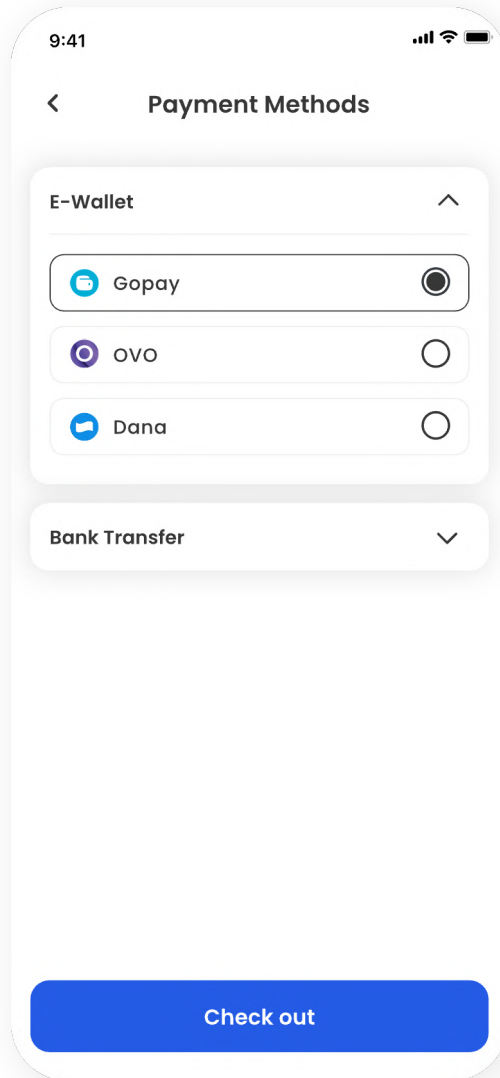 9:41
Payment Methods
E-Wallet
Gopay
OVO
Dana
Bank Transfer
Check out